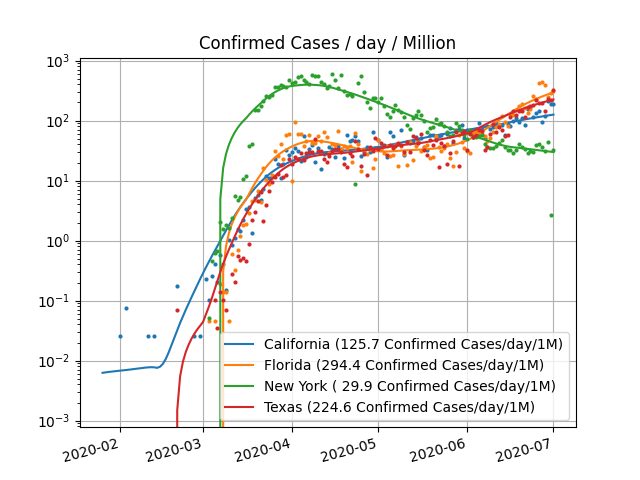 Confirmed Cases / day / Million
10³
10²
10¹
10⁰
10⁻¹
10⁻²
10⁻³
California (125.7 Confirmed Cases/day/1M)
Florida (294.4 Confirmed Cases/day/1M)
New York ( 29.9 Confirmed Cases/day/1M)
Texas (224.6 Confirmed Cases/day/1M)
2020-02 2020-03 2020-04 2020-05 2020-06 2020-07